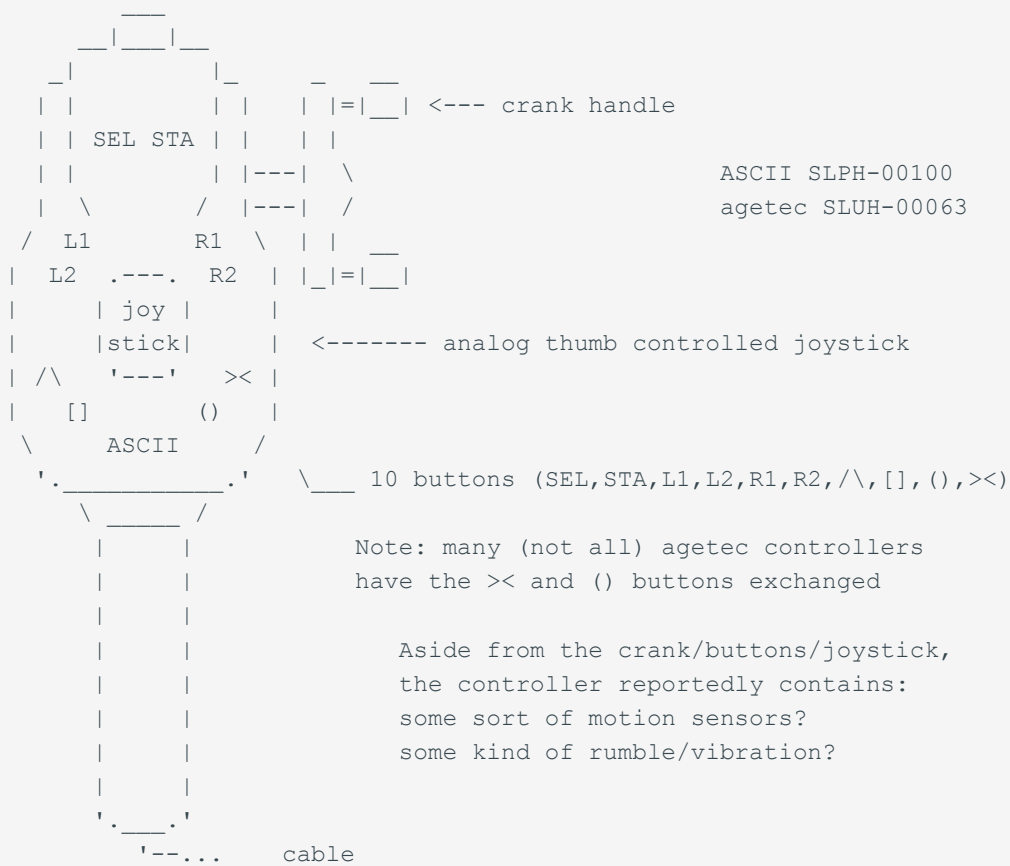 <--- crank handle
SEL STA
ASCII SLPH-00100
agetec SLUH-00063
L1 R1
L2 R2
joy
stick <------- analog thumb controlled joystick
/\ ><
[] ()
ASCII
\___ 10 buttons (SEL,STA,L1,L2,R1,R2,/\,[],(),><)
Note: many (not all) agetec controllers
have the >< and () buttons exchanged
Aside from the crank/buttons/joystick,
the controller reportedly contains:
some sort of motion sensors?
some kind of rumble/vibration?
'--... cable